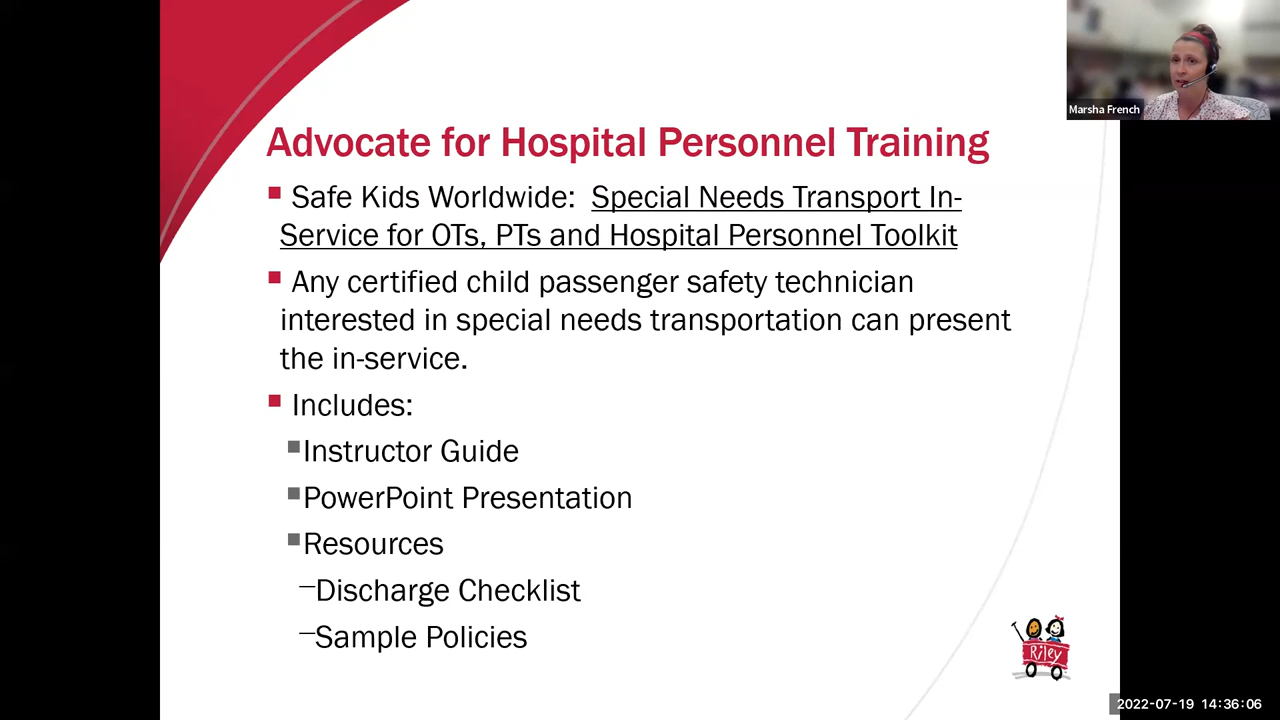 Marsha French
Advocate for Hospital Personnel Training
Safe Kids Worldwide: Special Needs Transport In-
Service for OTs, PTs and Hospital Personnel Toolkit
Any certified child passenger safety technician
interested in special needs transportation can present
the in-service.
Includes:
Instructor Guide
PowerPoint Presentation
Resources
–Discharge Checklist
–Sample Policies
Riley
2022-07-19 14:36:06